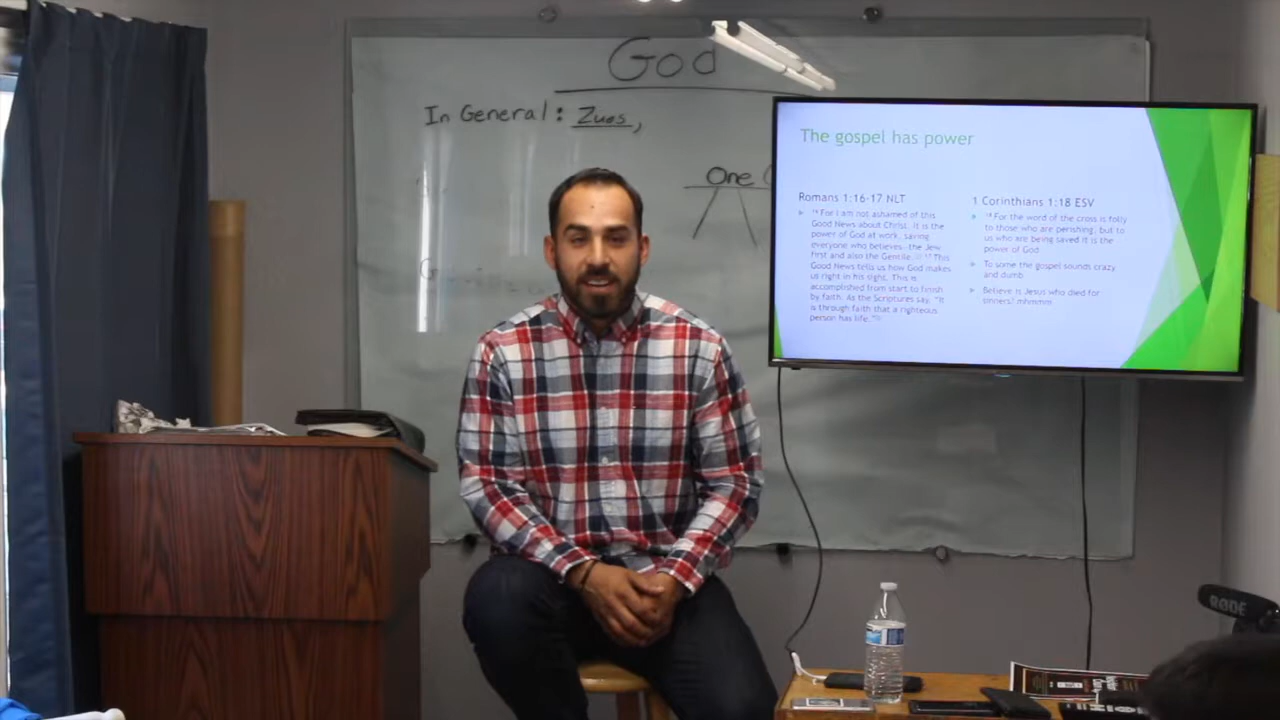 God
In General: Zues,
One
The gospel has power
Romans 1:16-17 NLT
16 For I am not ashamed of this
Good News about Christ. It is the
power of God at work, saving
everyone who believes—the Jew
first and also the Gentile. 17 This
Good News tells us how God makes
us right in his sight. This is
accomplished from start to finish
by faith. As the Scriptures say, "It
is through faith that a righteous
person has life."
1 Corinthians 1:18 ESV
18 For the word of the cross is folly
to those who are perishing, but to
us who are being saved it is the
power of God.
To some the gospel sounds crazy
and dumb
Believe is Jesus who died for
sinners? mhmmm
RØDE